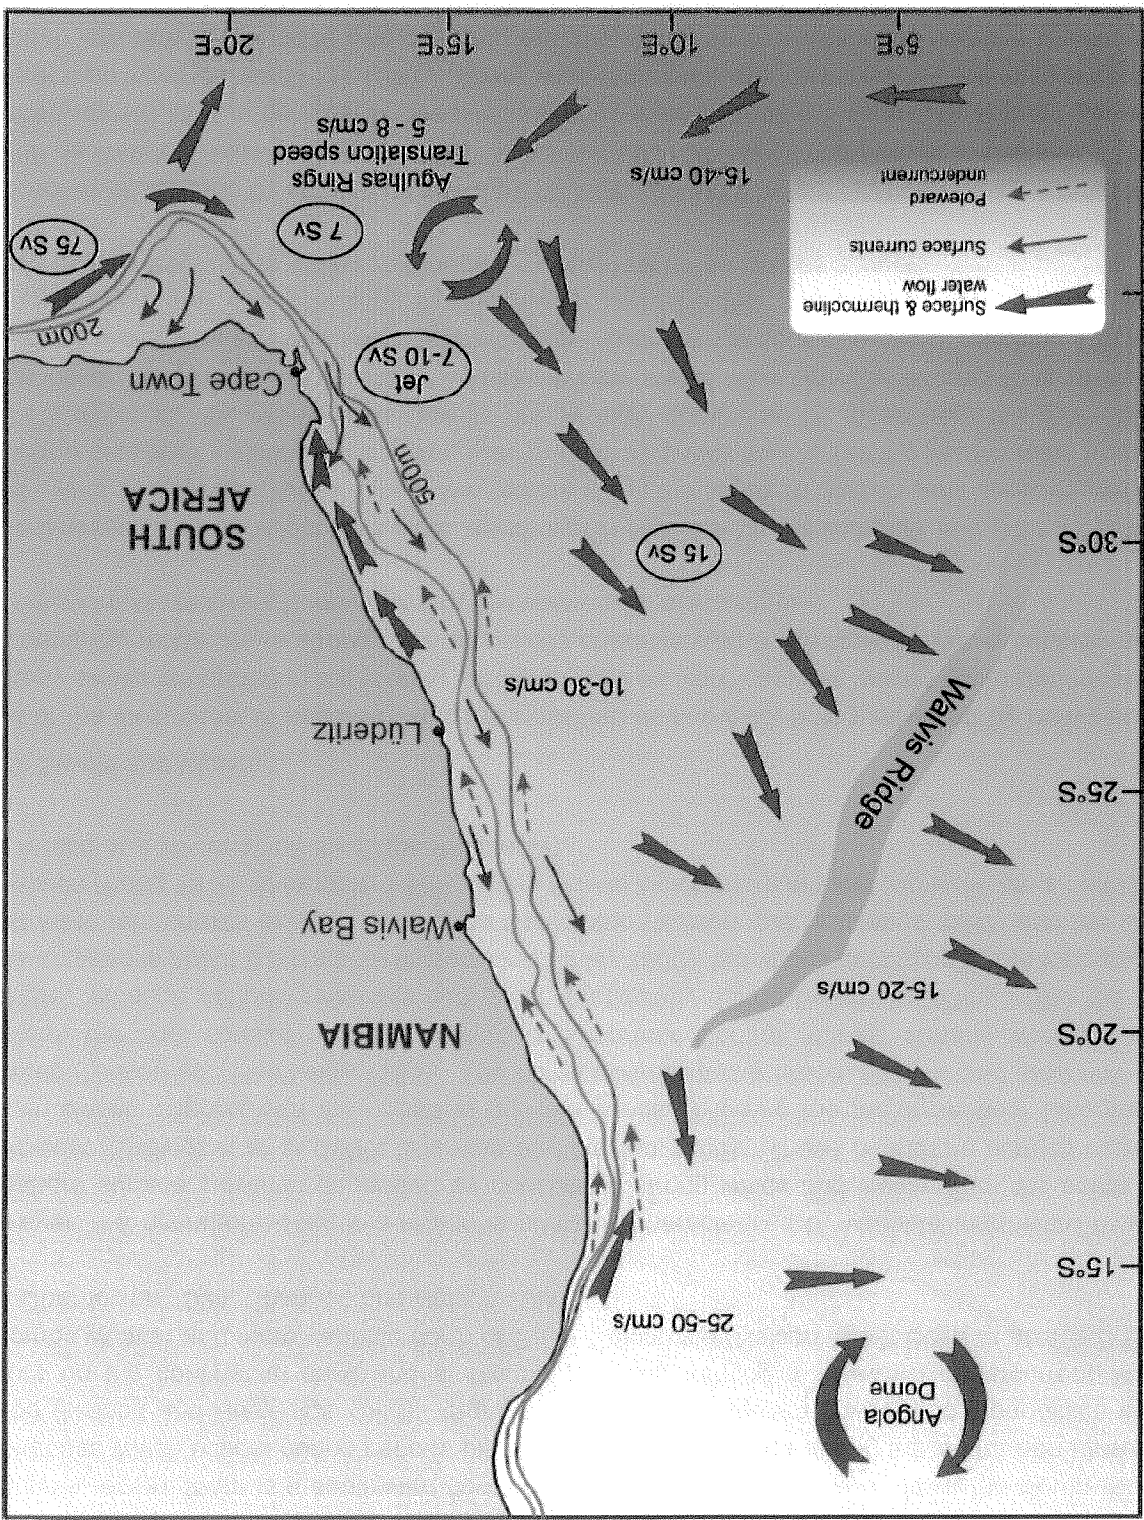 Angola
Dome
25-50 cm/s
15°S
20°S
25°S
30°S
NAMIBIA
15-20 cm/s
Walvis Bay
Walvis Ridge
Lüderitz
10-30 cm/s
15 Sv
SOUTH
AFRICA
500m
Cape Town
Jet
7-10 Sv
200m
75 Sv
7 Sv
Surface & thermocline
water flow
Surface currents
Poleward
undercurrent
15-40 cm/s
Agulhas Rings
Translation speed
5 - 8 cm/s
5°E
10°E
15°E
20°E